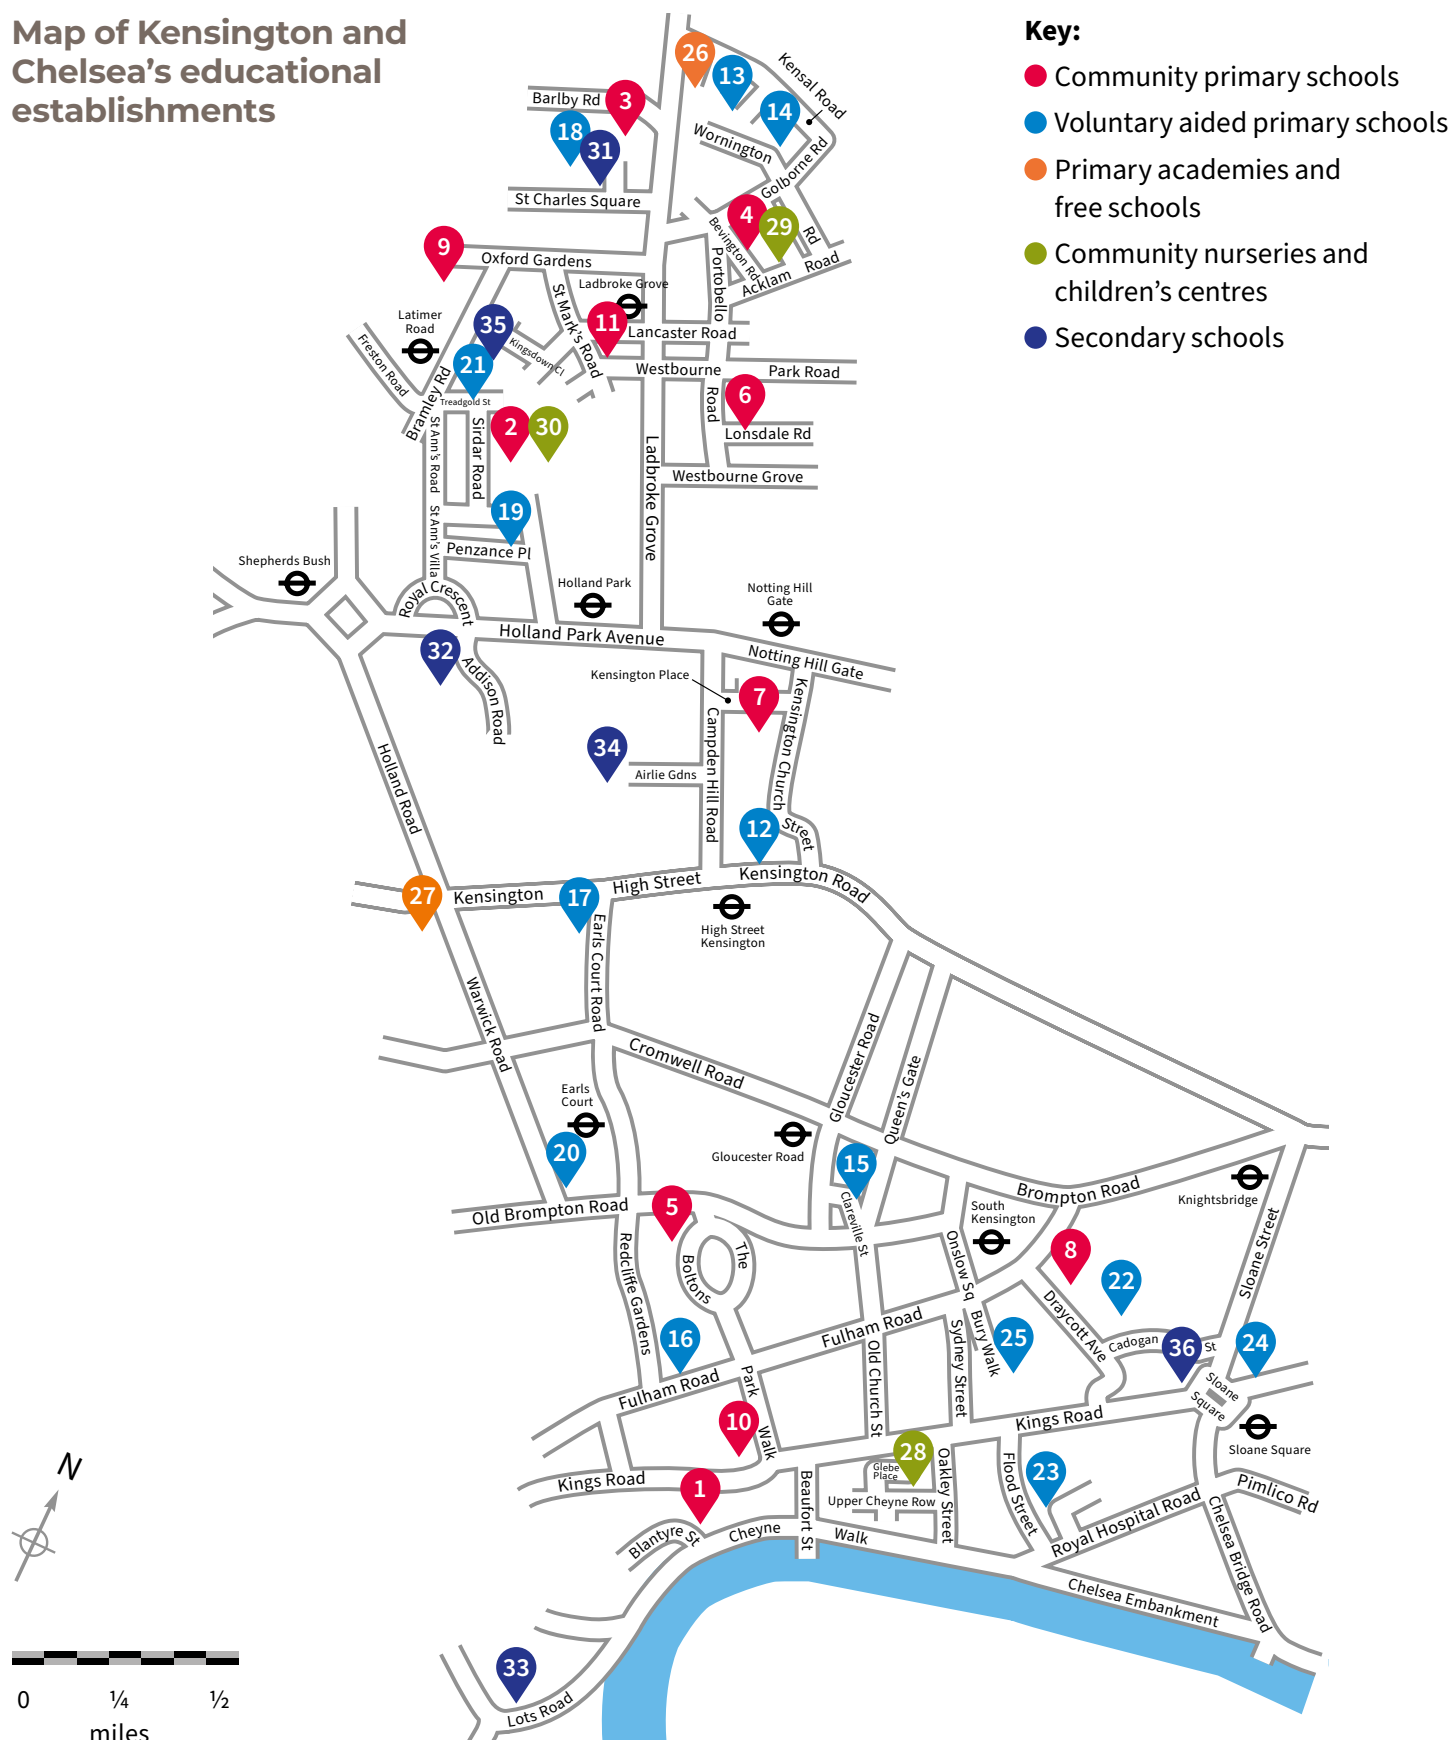 Map of Kensington and
Chelsea's educational
establishments
Key:
Community primary schools
Voluntary aided primary schools
Primary academies and
free schools
Community nurseries and
children's centres
Secondary schools
26
13
Kensal Road
Barlby Rd
3
14
18
31
Wornington
Golborne Rd
St Charles Square
4
29
Bevington Rd
Rd
9
Oxford Gardens
Portobello
Acklam Road
Ladbroke Grove
St Mark's Road
Latimer
Road
35
11
Lancaster Road
Freston Road
Kingsdown Cl
21
Westbourne
Park Road
Bramley Rd
Treadgold St
Road
6
2
30
Lonsdale Rd
St Ann's Road
Sirdar Road
Ladbroke Grove
Westbourne Grove
19
St Ann's Villa
Penzance Pl
Shepherds Bush
Holland Park
Notting Hill
Gate
Royal Crescent
Holland Park Avenue
32
Addison Road
Notting Hill Gate
Kensington Place
7
Kensington Church
Street
Campden Hill Road
34
Airlie Gdns
Holland Road
12
27
Kensington
17
High Street
Kensington Road
High Street
Kensington
Earls Court Road
Warwick Road
Cromwell Road
Gloucester Road
Queen's Gate
Earls
Court
20
Gloucester Road
15
Clareville St
Brompton Road
Knightsbridge
Old Brompton Road
5
South
Kensington
Sloane Street
Redcliffe Gardens
The
Boltons
Onslow Sq
8
22
16
Fulham Road
Bury Walk
25
Draycott Ave
Cadogan
36
St
24
Sydney Street
Old Church St
Fulham Road
Park
Walk
Sloane
Square
10
Kings Road
Sloane Square
28
Glebe
Place
Oakley Street
Flood Street
23
Kings Road
1
Beaufort St
Upper Cheyne Row
Pimlico Rd
Blantyre St
Cheyne
Walk
Royal Hospital Road
Chelsea Bridge Road
Chelsea Embankment
N
33
Lots Road
0
¼
½
miles